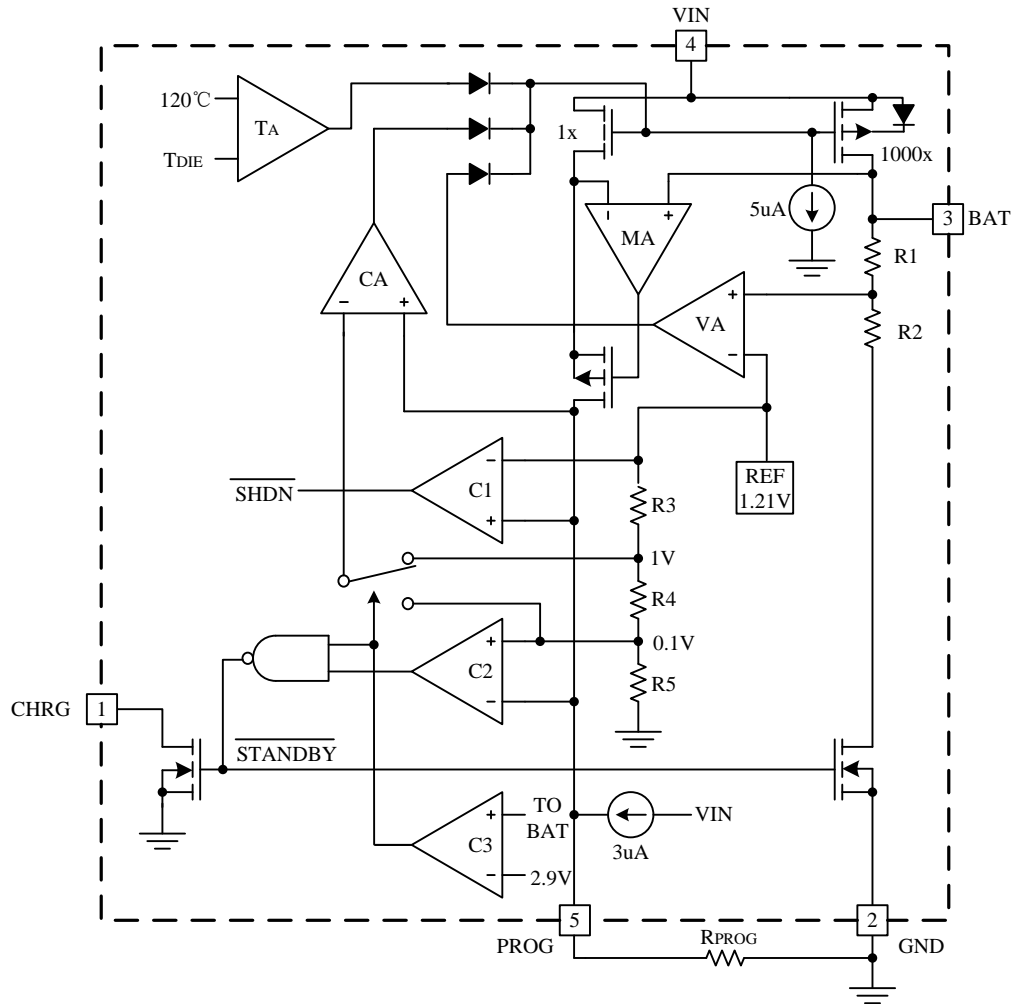 VIN
4
120℃
TA
TDIE
1x
1000x
5uA
3
BAT
MA
R1
CA
VA
R2
REF
1.21V
SHDN
C1
R3
1V
R4
0.1V
C2
R5
CHRG
1
STANDBY
TO
BAT
VIN
C3
3uA
2.9V
5
2
PROG
RPROG
GND
− +
− +
+
−
−
+
+
−
+
−